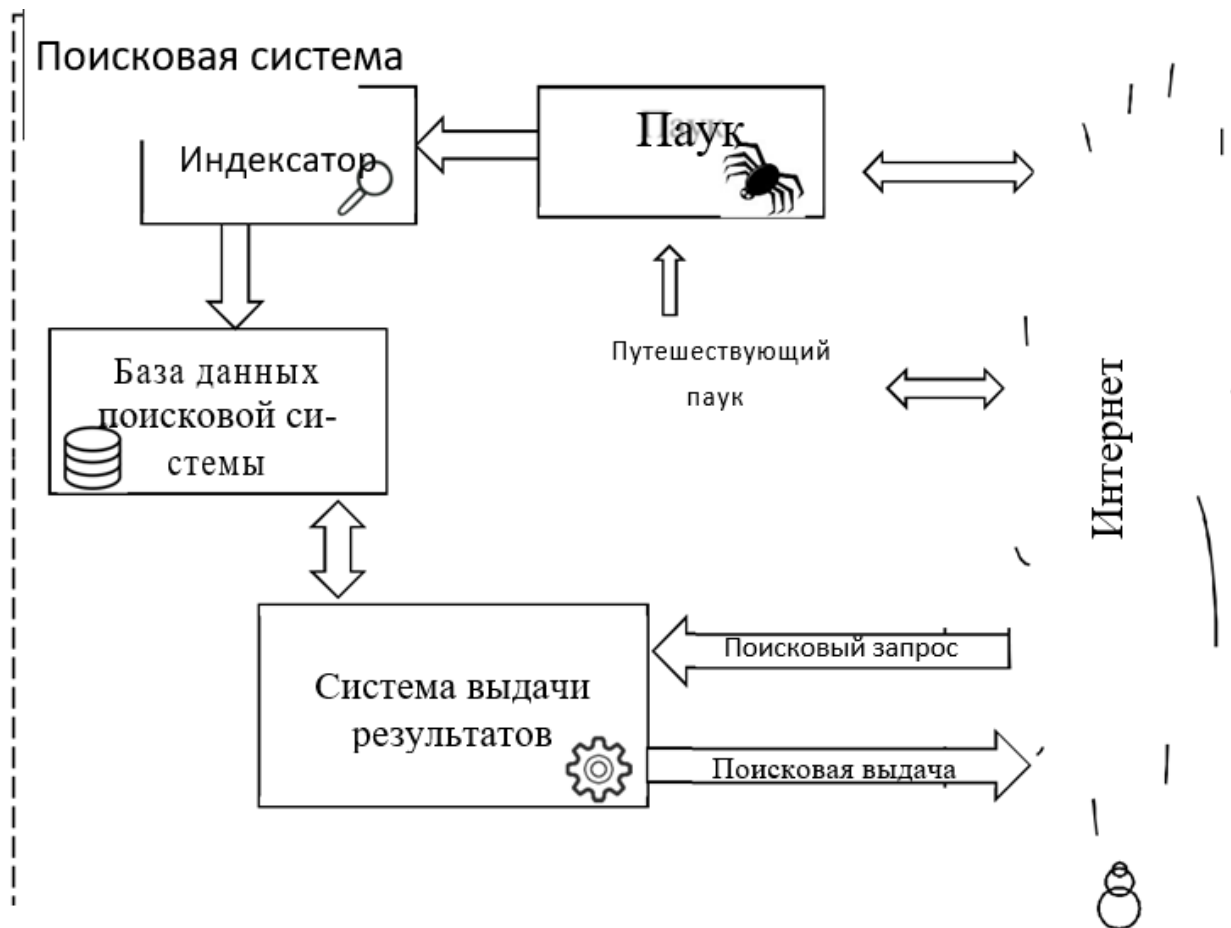 Поисковая система
Паук
Индексатор
Путешествующий
паук
База данных
поисковой си-
стемы
Интернет
Поисковый запрос
Система выдачи
результатов
Поисковая выдача